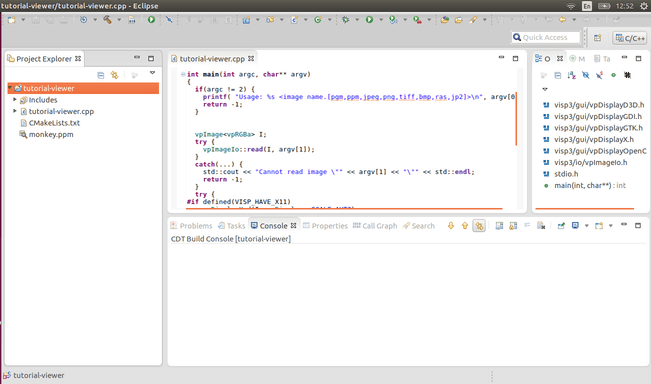 tutorial-viewer/tutorial-viewer.cpp - Eclipse
En
12:52
Quick Access
C/C++
Project Explorer
tutorial-viewer
Includes
tutorial-viewer.cpp
CMakeLists.txt
monkey.ppm
tutorial-viewer.cpp
int main(int argc, char** argv)
{
if(argc != 2) {
printf( "Usage: %s <image name.[pgm,ppm,jpeg,png,tiff,bmp,ras,jp2]>\n", argv[0
return -1;
}
vpImage<vpRGBa> I;
try {
vpImageIo::read(I, argv[1]);
}
catch(...) {
std::cout << "Cannot read image \"" << argv[1] << "\"" << std::endl;
return -1;
}
try {
#if defined(VISP_HAVE_X11)
O
M
Ta
visp3/gui/vpDisplayD3D.h
visp3/gui/vpDisplayGDI.h
visp3/gui/vpDisplayGTK.h
visp3/gui/vpDisplayX.h
visp3/gui/vpDisplayOpenC
visp3/io/vpImageIo.h
stdio.h
main(int, char**) : int
Problems
Tasks
Console
Properties
Call Graph
Search
CDT Build Console [tutorial-viewer]
tutorial-viewer